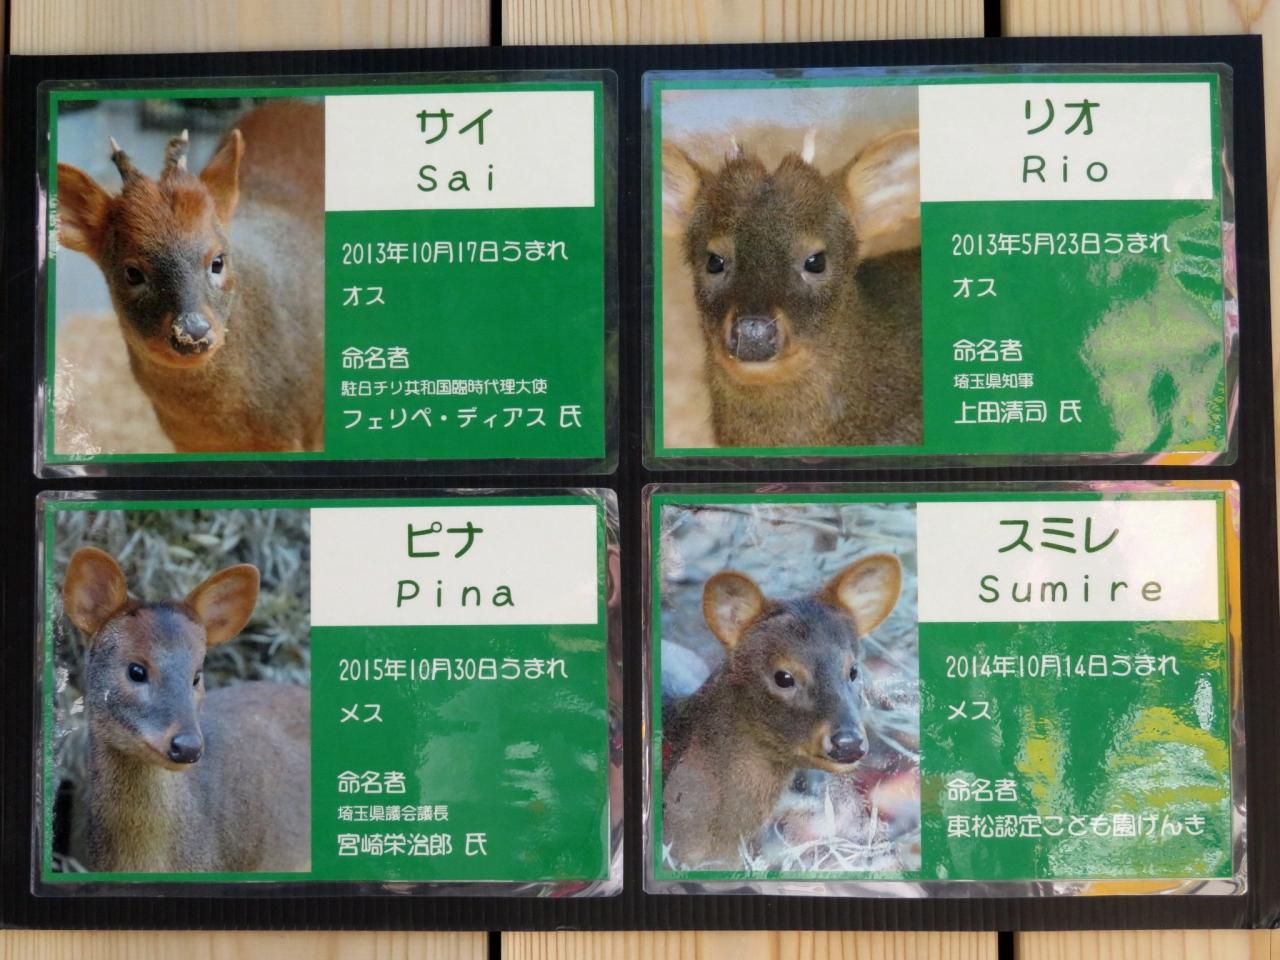 サイ
Sai
2013年10月17日うまれ
オス
命名者
駐日チリ共和国臨時代理大使
フェリペ・ディアス 氏
リオ
Rio
2013年5月23日うまれ
オス
命名者
埼玉県知事
上田清司 氏
ピナ
Pina
2015年10月30日うまれ
メス
命名者
埼玉県議会議長
宮崎栄治郎 氏
スミレ
Sumire
2014年10月14日うまれ
メス
命名者
東松認定こども園げんき